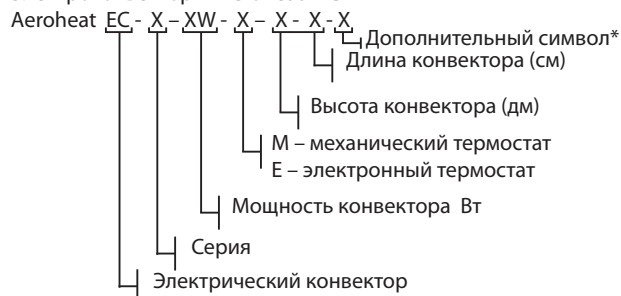 Aeroheat EC - X – XW - X – X - X - X
Дополнительный символ*
Длина конвектора (см)
Высота конвектора (дм)
М – механический термостат
Е – электронный термостат
Мощность конвектора Вт
Серия
Электрический конвектор